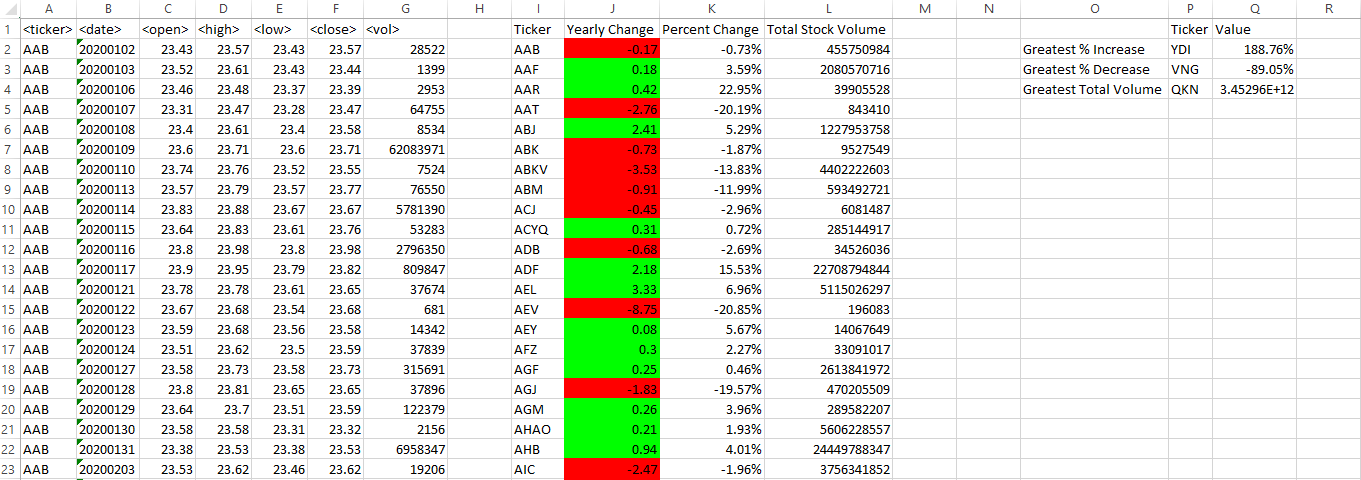 A B C D E F G H I J K L M N O P Q R
1 <ticker> <date> <open> <high> <low> <close> <vol> Ticker Yearly Change Percent Change Total Stock Volume Ticker Value
2 AAB 20200102 23.43 23.57 23.43 23.57 28522 AAB -0.17 -0.73% 455750984 Greatest % Increase YDI 188.76%
3 AAB 20200103 23.52 23.61 23.43 23.44 1399 AAF 0.18 3.59% 2080570716 Greatest % Decrease VNG -89.05%
4 AAB 20200106 23.46 23.48 23.37 23.39 2953 AAR 0.42 22.95% 39905528 Greatest Total Volume QKN 3.45296E+12
5 AAB 20200107 23.31 23.47 23.28 23.47 64755 AAT -2.76 -20.19% 843410
6 AAB 20200108 23.4 23.61 23.4 23.58 8534 ABJ 2.41 5.29% 1227953758
7 AAB 20200109 23.6 23.71 23.6 23.71 62083971 ABK -0.73 -1.87% 9527549
8 AAB 20200110 23.74 23.76 23.52 23.55 7524 ABKV -3.53 -13.83% 4402222603
9 AAB 20200113 23.57 23.79 23.57 23.77 76550 ABM -0.91 -11.99% 593492721
10 AAB 20200114 23.83 23.88 23.67 23.67 5781390 ACJ -0.45 -2.96% 6081487
11 AAB 20200115 23.64 23.83 23.61 23.76 53283 ACYQ 0.31 0.72% 285144917
12 AAB 20200116 23.8 23.98 23.8 23.98 2796350 ADB -0.68 -2.69% 34526036
13 AAB 20200117 23.9 23.95 23.79 23.82 809847 ADF 2.18 15.53% 22708794844
14 AAB 20200121 23.78 23.78 23.61 23.65 37674 AEL 3.33 6.96% 5115026297
15 AAB 20200122 23.67 23.68 23.54 23.68 681 AEV -8.75 -20.85% 196083
16 AAB 20200123 23.59 23.68 23.56 23.58 14342 AEY 0.08 5.67% 14067649
17 AAB 20200124 23.51 23.62 23.5 23.59 37839 AFZ 0.3 2.27% 33091017
18 AAB 20200127 23.58 23.73 23.58 23.73 315691 AGF 0.25 0.46% 2613841972
19 AAB 20200128 23.8 23.81 23.65 23.65 37896 AGJ -1.83 -19.57% 470205509
20 AAB 20200129 23.64 23.7 23.51 23.59 122379 AGM 0.26 3.96% 289582207
21 AAB 20200130 23.58 23.58 23.31 23.32 2156 AHAO 0.21 1.93% 5606228557
22 AAB 20200131 23.38 23.53 23.38 23.53 6958347 AHB 0.94 4.01% 24449788347
23 AAB 20200203 23.53 23.62 23.46 23.62 19206 AIC -2.47 -1.96% 3756341852